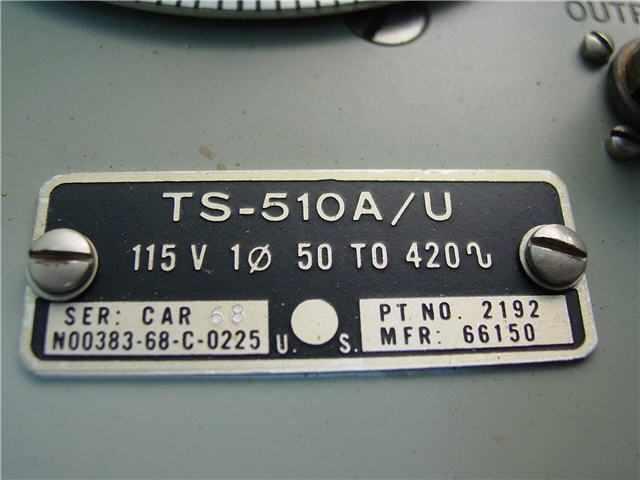 OUTP
TS-510A/U
115 V 1Ø 50 TO 420∿
SER: CAR 68
N00383-68-C-0225
U. S.
PT NO. 2192
MFR: 66150